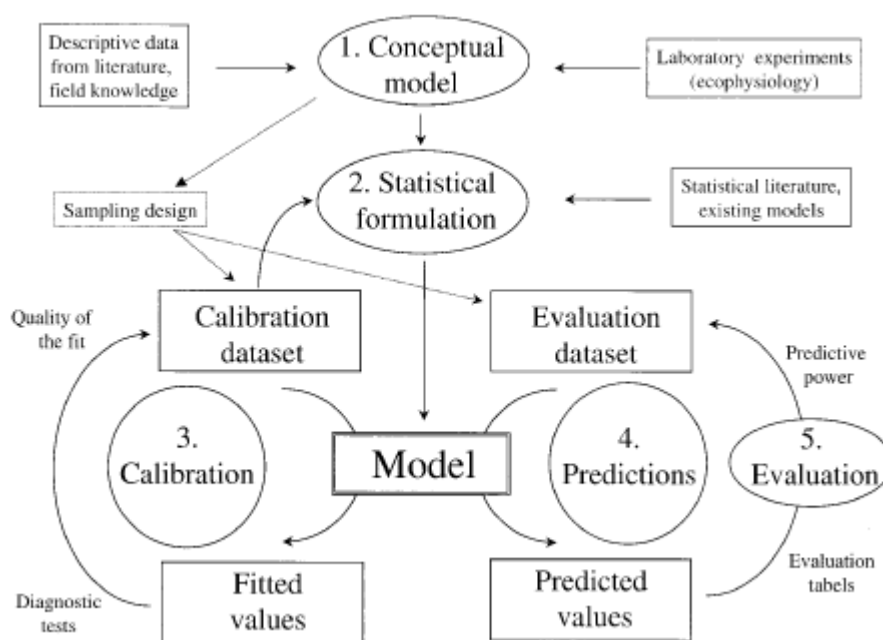 Descriptive data
from literature,
field knowledge
1. Conceptual
model
Laboratory experiments
(ecophysiology)
Sampling design
2. Statistical
formulation
Statistical literature,
existing models
Quality of
the fit
Calibration
dataset
Evaluation
dataset
Predictive
power
3.
Calibration
Model
4.
Predictions
5.
Evaluation
Diagnostic
tests
Fitted
values
Predicted
values
Evaluation
tabels